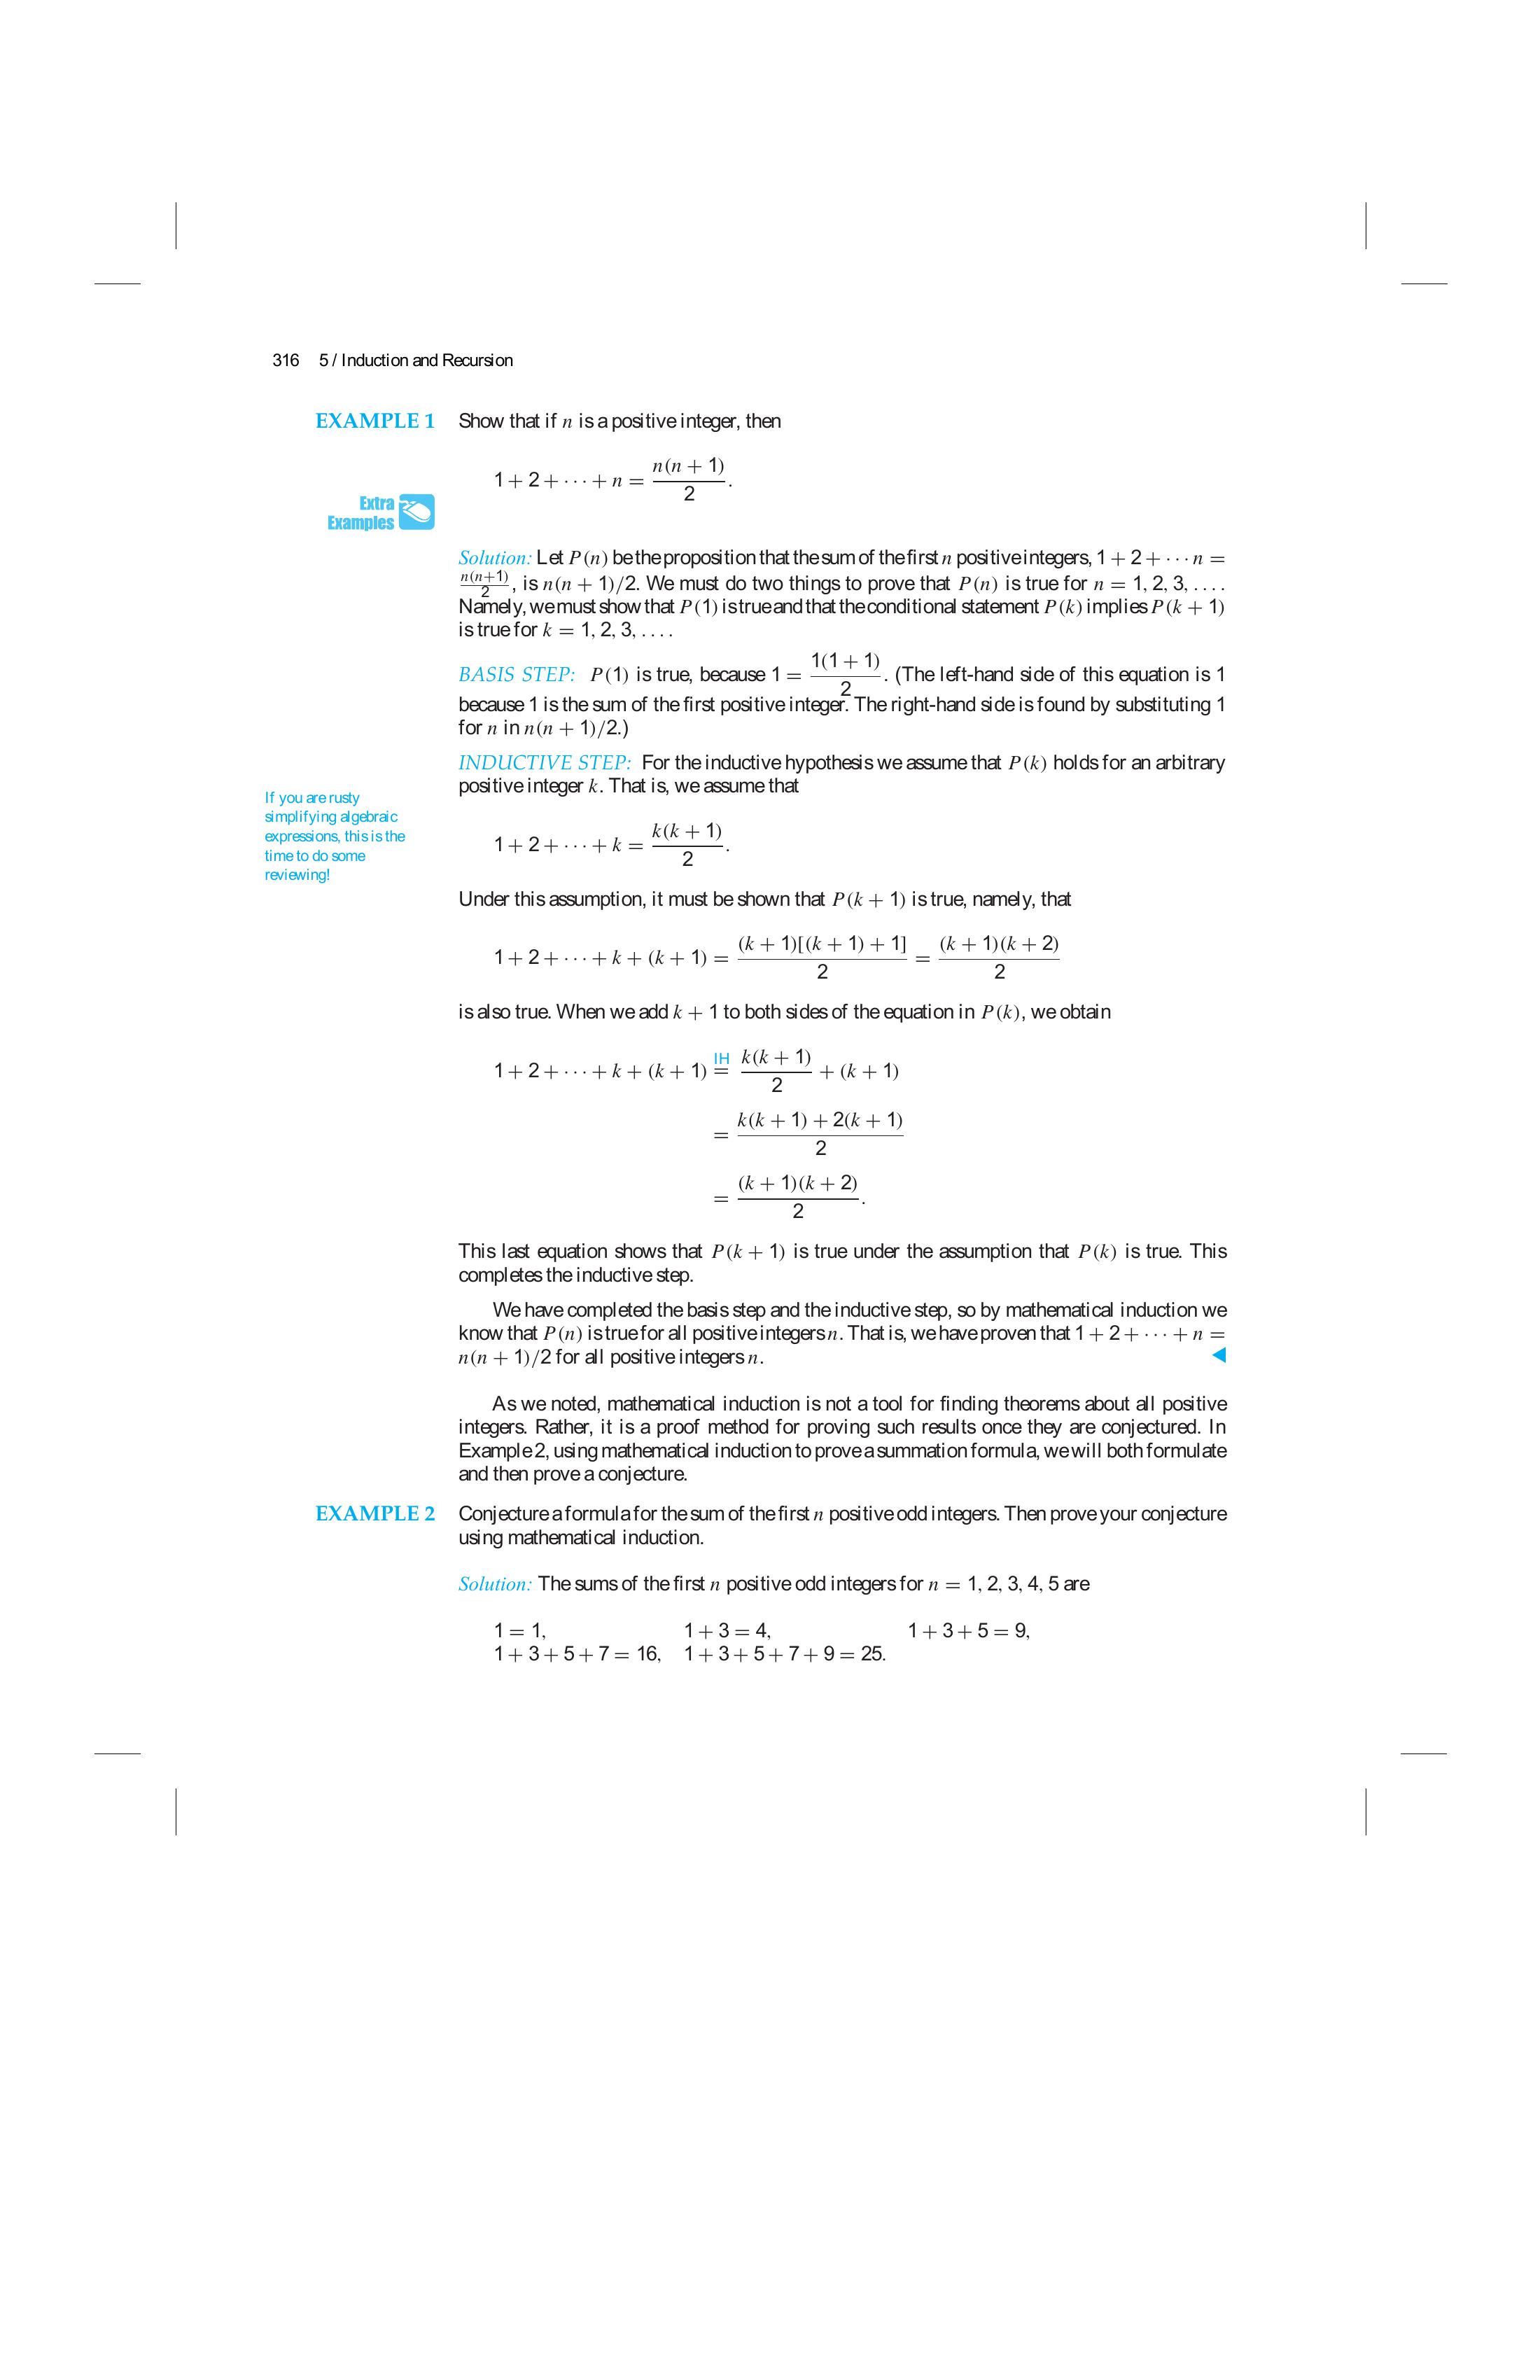 316 5 / Induction and Recursion
EXAMPLE 1 Show that if n is a positive integer, then
1 + 2 + · · · + n = n(n + 1)/2.
Extra
Examples
Solution: Let P(n) be the proposition that the sum of the first n positive integers, 1 + 2 + · · · n =
n(n+1)/2, is n(n + 1)/2. We must do two things to prove that P(n) is true for n = 1, 2, 3, . . . .
Namely, we must show that P(1) is true and that the conditional statement P(k) implies P(k + 1)
is true for k = 1, 2, 3, . . . .
BASIS STEP: P(1) is true, because 1 = 1(1 + 1)/2. (The left-hand side of this equation is 1
because 1 is the sum of the first positive integer. The right-hand side is found by substituting 1
for n in n(n + 1)/2.)
INDUCTIVE STEP: For the inductive hypothesis we assume that P(k) holds for an arbitrary
positive integer k. That is, we assume that
If you are rusty
simplifying algebraic
expressions, this is the
time to do some
reviewing!
1 + 2 + · · · + k = k(k + 1)/2.
Under this assumption, it must be shown that P(k + 1) is true, namely, that
1 + 2 + · · · + k + (k + 1) = (k + 1)[(k + 1) + 1]/2 = (k + 1)(k + 2)/2
is also true. When we add k + 1 to both sides of the equation in P(k), we obtain
1 + 2 + · · · + k + (k + 1) IH= k(k + 1)/2 + (k + 1)
= k(k + 1) + 2(k + 1)/2
= (k + 1)(k + 2)/2.
This last equation shows that P(k + 1) is true under the assumption that P(k) is true. This
completes the inductive step.
We have completed the basis step and the inductive step, so by mathematical induction we
know that P(n) is true for all positive integers n. That is, we have proven that 1 + 2 + · · · + n =
n(n + 1)/2 for all positive integers n.
As we noted, mathematical induction is not a tool for finding theorems about all positive
integers. Rather, it is a proof method for proving such results once they are conjectured. In
Example 2, using mathematical induction to prove a summation formula, we will both formulate
and then prove a conjecture.
EXAMPLE 2 Conjecture a formula for the sum of the first n positive odd integers. Then prove your conjecture
using mathematical induction.
Solution: The sums of the first n positive odd integers for n = 1, 2, 3, 4, 5 are
1 = 1, 1 + 3 = 4, 1 + 3 + 5 = 9,
1 + 3 + 5 + 7 = 16, 1 + 3 + 5 + 7 + 9 = 25.